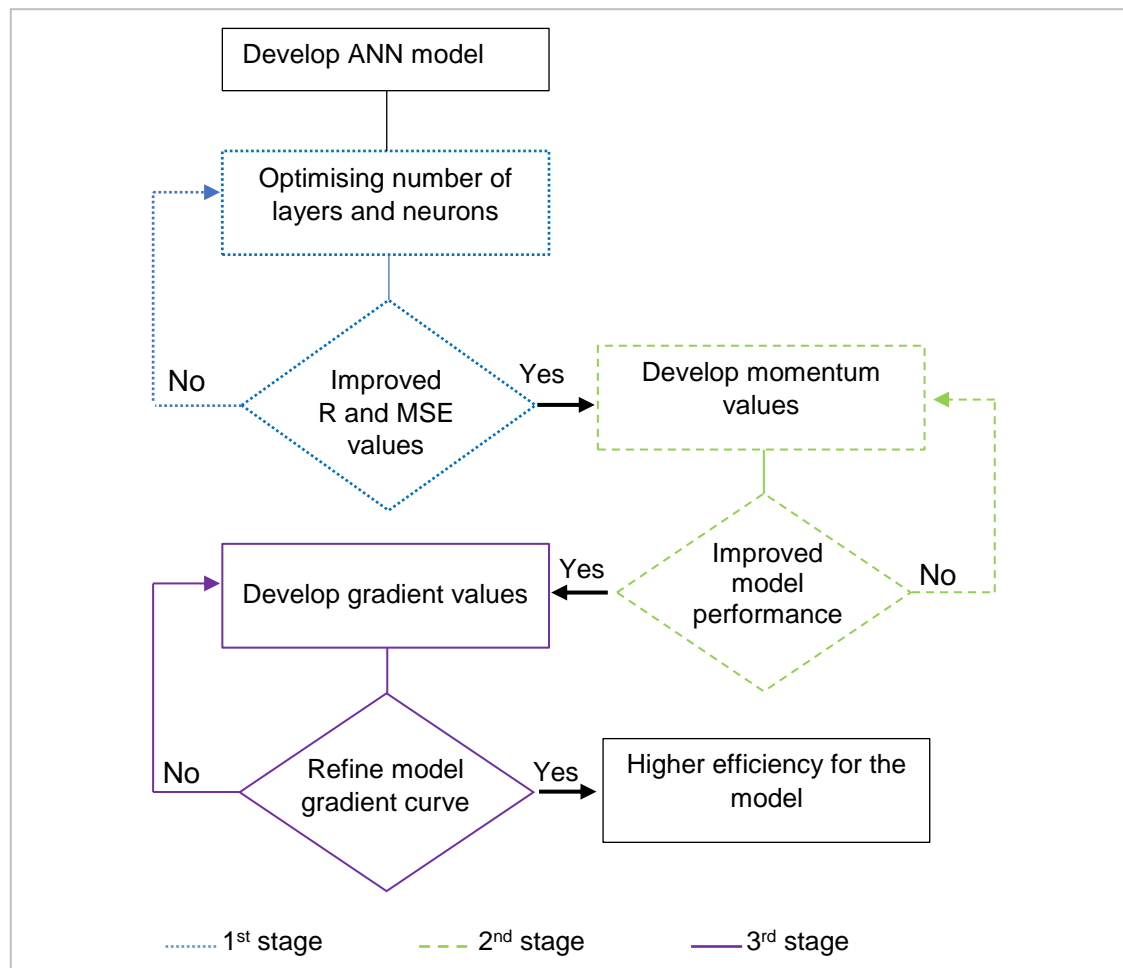 Develop ANN model
Optimising number of
layers and neurons
No
Improved
R and MSE
values
Yes
Develop momentum
values
Improved
model
performance
No
Yes
Develop gradient values
No
Refine model
gradient curve
Yes
Higher efficiency for the
model
1st stage
2nd stage
3rd stage